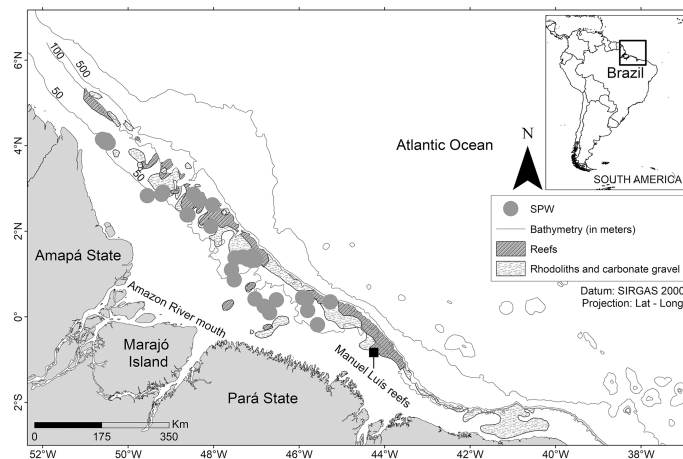 6°N
4°N
2°N
0°
2°S
100
500
50
50
Atlantic Ocean
N
Brazil
SOUTH AMERICA
SPW
Bathymetry (in meters)
Reefs
Rhodoliths and carbonate gravel
Datum: SIRGAS 2000
Projection: Lat - Long
Amapá State
Amazon River mouth
Marajó
Island
Pará State
Manuel Luis reefs
Km
0 175 350
52°W 50°W 48°W 46°W 44°W 42°W 40°W 38°W